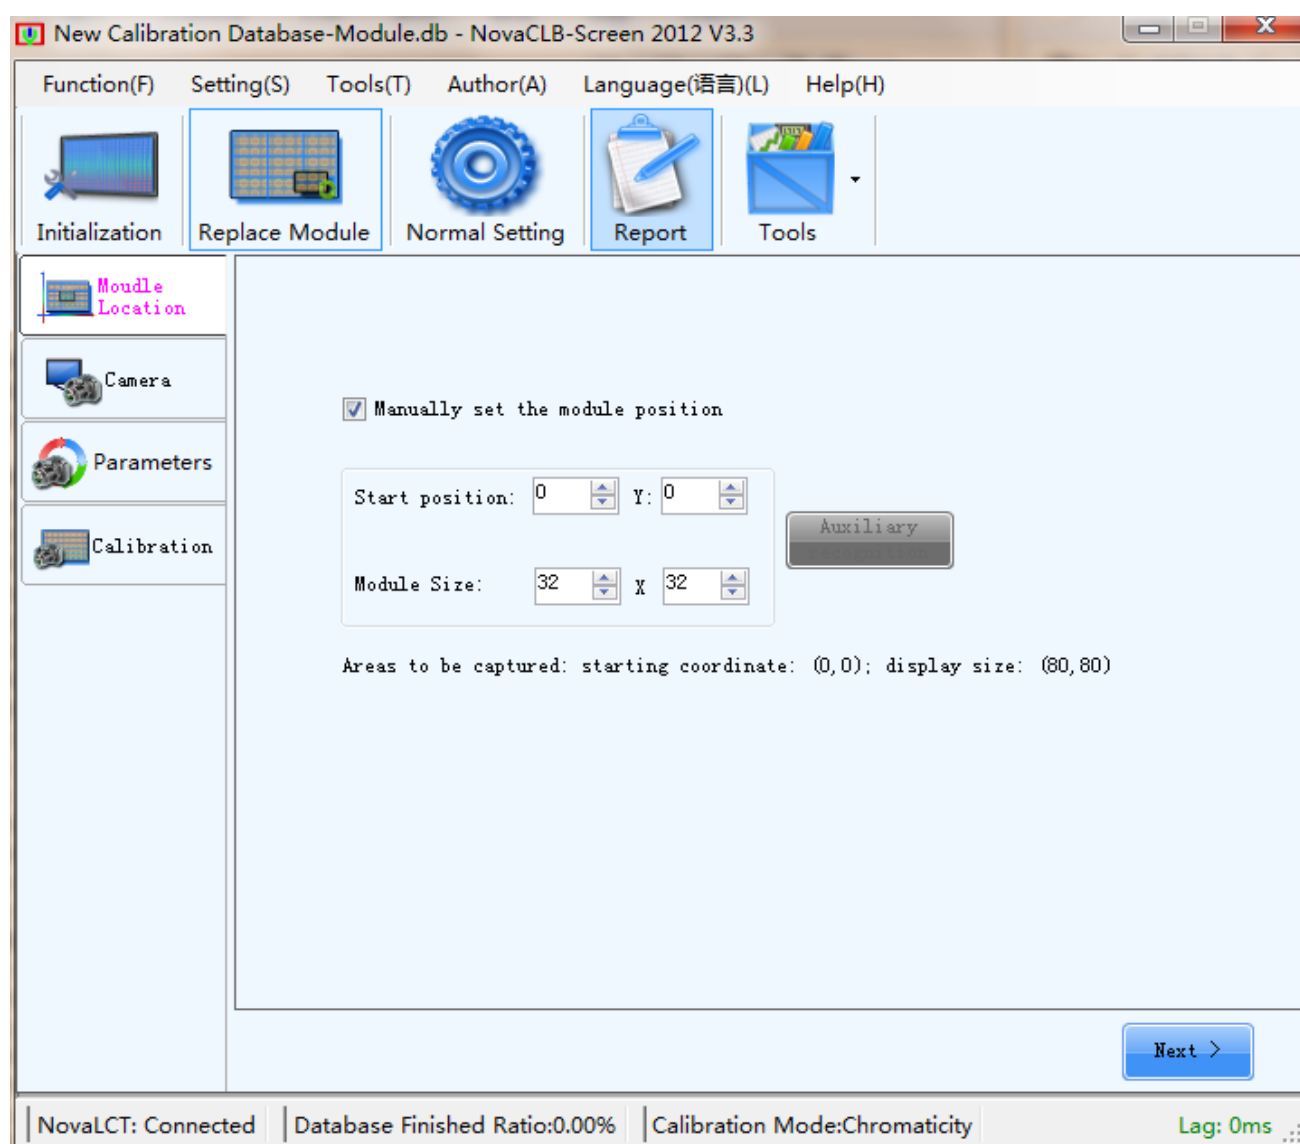 New Calibration Database-Module.db - NovaCLB-Screen 2012 V3.3
Function(F) Setting(S) Tools(T) Author(A) Language(语言)(L) Help(H)
Initialization Replace Module Normal Setting Report Tools
Moudle
Location
Camera
Parameters
Calibration
Manually set the module position
Start position: 0 Y: 0
Auxiliary
recognition
Module Size: 32 X 32
Areas to be captured: starting coordinate: (0,0); display size: (80,80)
Next >
NovaLCT: Connected Database Finished Ratio:0.00% Calibration Mode:Chromaticity Lag: 0ms